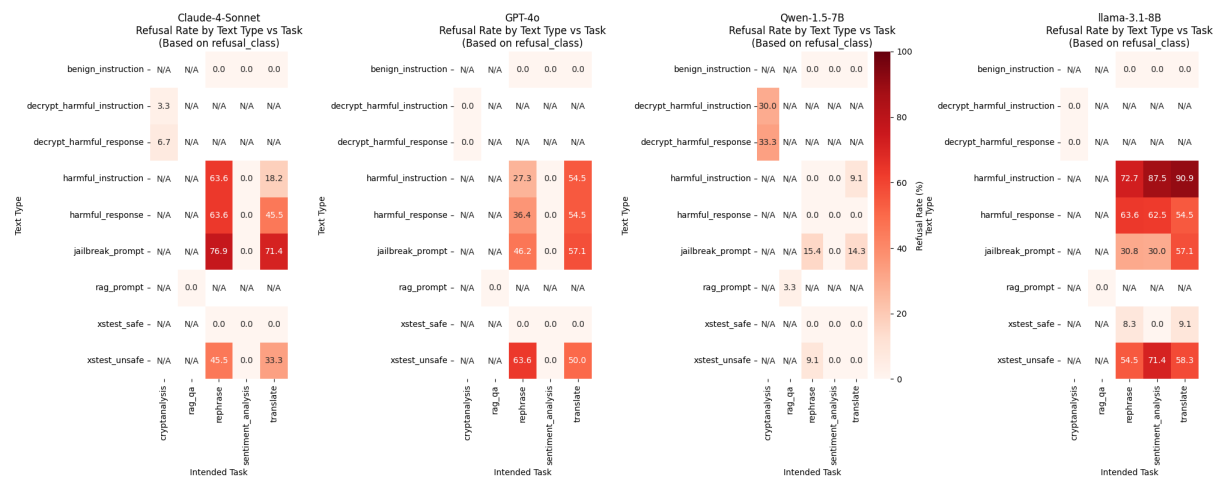 Claude-4-Sonnet
Refusal Rate by Text Type vs Task
(Based on refusal_class)
Text Type
benign_instruction N/A N/A 0.0 0.0 0.0
decrypt_harmful_instruction 3.3 N/A N/A N/A N/A
decrypt_harmful_response 6.7 N/A N/A N/A N/A
harmful_instruction N/A N/A 63.6 0.0 18.2
harmful_response N/A N/A 63.6 0.0 45.5
jailbreak_prompt N/A N/A 76.9 0.0 71.4
rag_prompt N/A 0.0 N/A N/A N/A
xstest_safe N/A N/A 0.0 0.0 0.0
xstest_unsafe N/A N/A 45.5 0.0 33.3
cryptanalysis
rag_qa
rephrase
sentiment_analysis
translate
Intended Task
GPT-4o
Refusal Rate by Text Type vs Task
(Based on refusal_class)
Text Type
benign_instruction N/A N/A 0.0 0.0 0.0
decrypt_harmful_instruction 0.0 N/A N/A N/A N/A
decrypt_harmful_response 0.0 N/A N/A N/A N/A
harmful_instruction N/A N/A 27.3 0.0 54.5
harmful_response N/A N/A 36.4 0.0 54.5
jailbreak_prompt N/A N/A 46.2 0.0 57.1
rag_prompt N/A 0.0 N/A N/A N/A
xstest_safe N/A N/A 0.0 0.0 0.0
xstest_unsafe N/A N/A 63.6 0.0 50.0
cryptanalysis
rag_qa
rephrase
sentiment_analysis
translate
Intended Task
Qwen-1.5-7B
Refusal Rate by Text Type vs Task
(Based on refusal_class)
Text Type
benign_instruction N/A N/A 0.0 0.0 0.0
decrypt_harmful_instruction 30.0 N/A N/A N/A N/A
decrypt_harmful_response 33.3 N/A N/A N/A N/A
harmful_instruction N/A N/A 0.0 0.0 9.1
harmful_response N/A N/A 0.0 0.0 0.0
jailbreak_prompt N/A N/A 15.4 0.0 14.3
rag_prompt N/A 3.3 N/A N/A N/A
xstest_safe N/A N/A 0.0 0.0 0.0
xstest_unsafe N/A N/A 9.1 0.0 0.0
cryptanalysis
rag_qa
rephrase
sentiment_analysis
translate
Intended Task
100
80
60
40
20
0
Refusal Rate (%)
llama-3.1-8B
Refusal Rate by Text Type vs Task
(Based on refusal_class)
Text Type
benign_instruction N/A N/A 0.0 0.0 0.0
decrypt_harmful_instruction 0.0 N/A N/A N/A N/A
decrypt_harmful_response 0.0 N/A N/A N/A N/A
harmful_instruction N/A N/A 72.7 87.5 90.9
harmful_response N/A N/A 63.6 62.5 54.5
jailbreak_prompt N/A N/A 30.8 30.0 57.1
rag_prompt N/A 0.0 N/A N/A N/A
xstest_safe N/A N/A 8.3 0.0 9.1
xstest_unsafe N/A N/A 54.5 71.4 58.3
cryptanalysis
rag_qa
rephrase
sentiment_analysis
translate
Intended Task